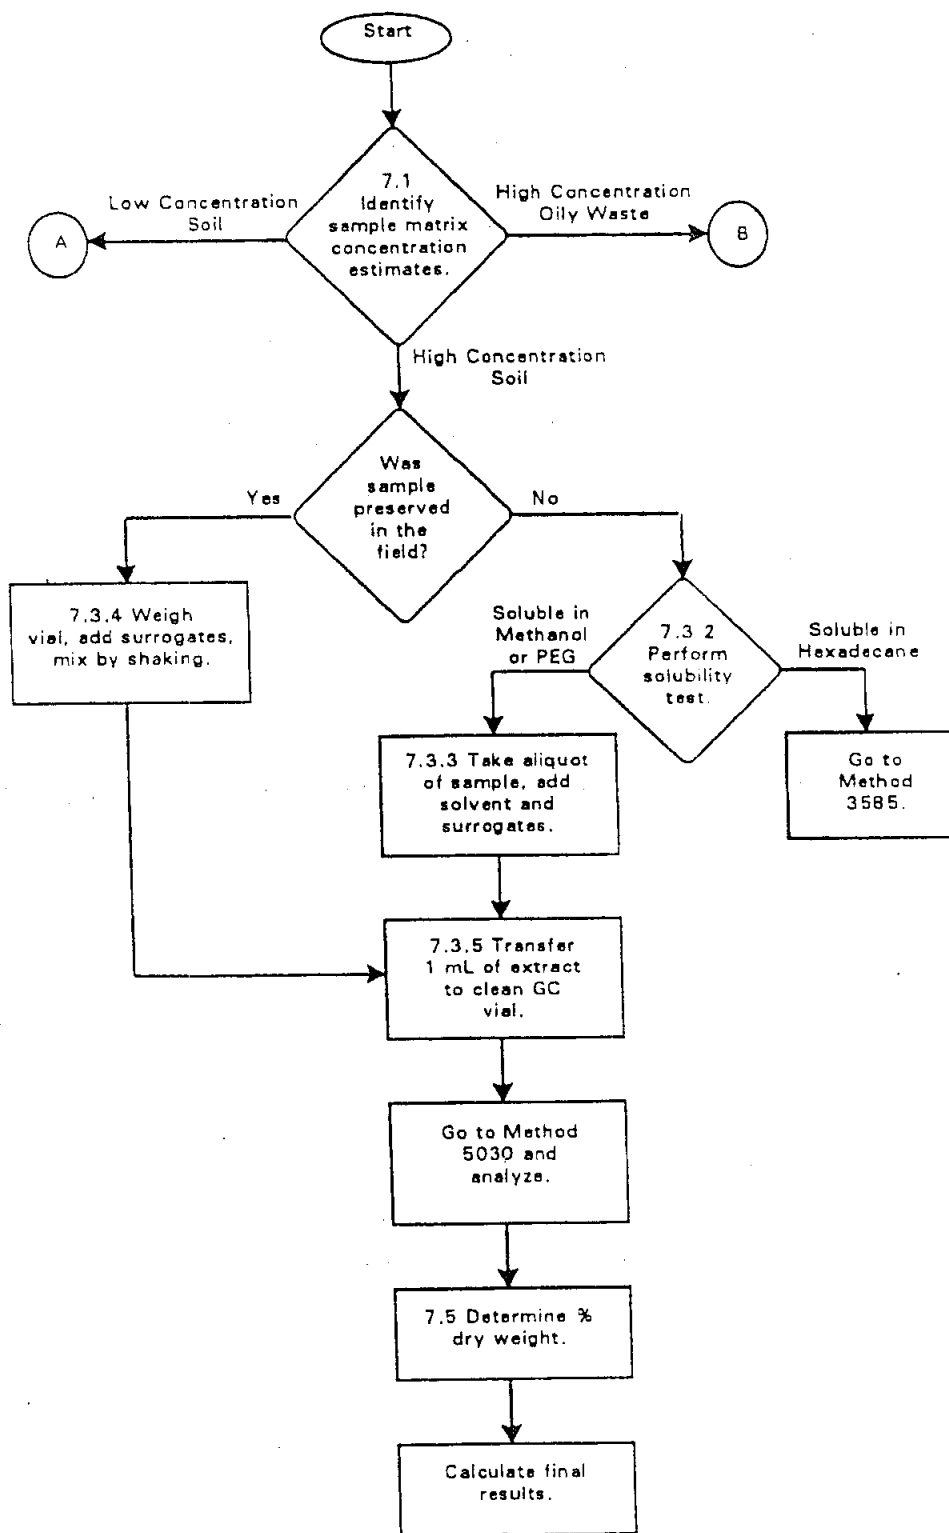 Start
7.1
Identify
sample matrix
concentration
estimates.
Low Concentration
Soil
A
High Concentration
Oily Waste
B
High Concentration
Soil
Was
sample
preserved
in the
field?
Yes
No
7.3.4 Weigh
vial, add surrogates,
mix by shaking.
Soluble in
Methanol
or PEG
7.3 2
Perform
solubility
test.
Soluble in
Hexadecane
7.3.3 Take aliquot
of sample, add
solvent and
surrogates.
Go to
Method
3585.
7.3.5 Transfer
1 mL of extract
to clean GC
vial.
Go to Method
5030 and
analyze.
7.5 Determine %
dry weight.
Calculate final
results.